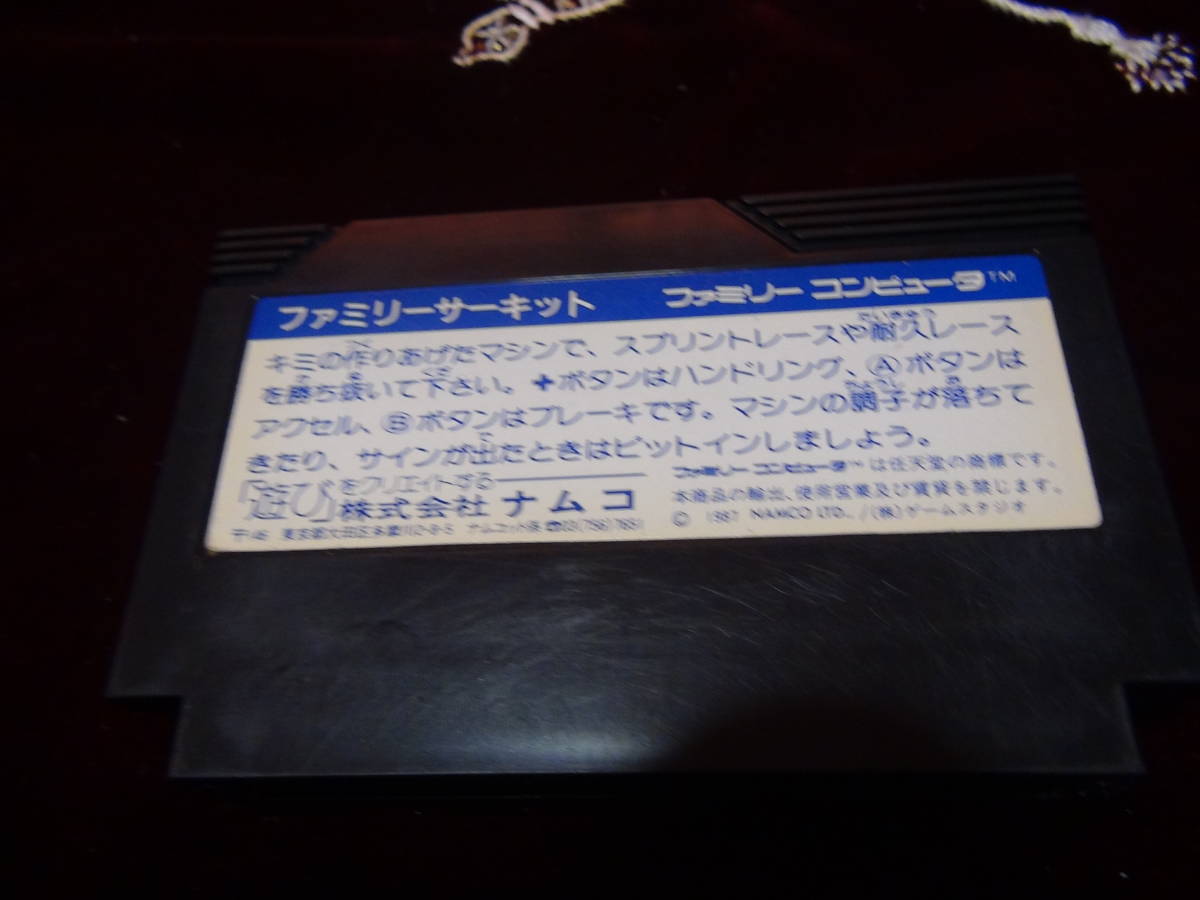 ファミリーサーキット ファミリー コンピュータ™
キミの作りあげたマシンで、スプリントレースや耐久レース
を勝ち抜いて下さい。✚ボタンはハンドリング、Ⓐボタンは
アクセル、Ⓑボタンはブレーキです。マシンの調子が落ちて
きたり、サインが出たときはピットインしましょう。
「遊び」をクリエイトする
株式会社 ナムコ
ファミリー コンピュータ™は任天堂の商標です。
本商品の輸出、使用営業及び賃貸を禁じます。
© 1987 NAMCO LTD., /(株)ゲームスタジオ